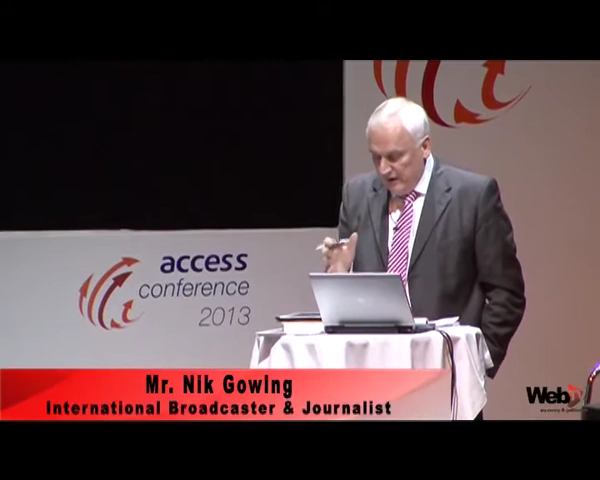 access
conference
2013
Mr. Nik Gowing
International Broadcaster & Journalist
Web